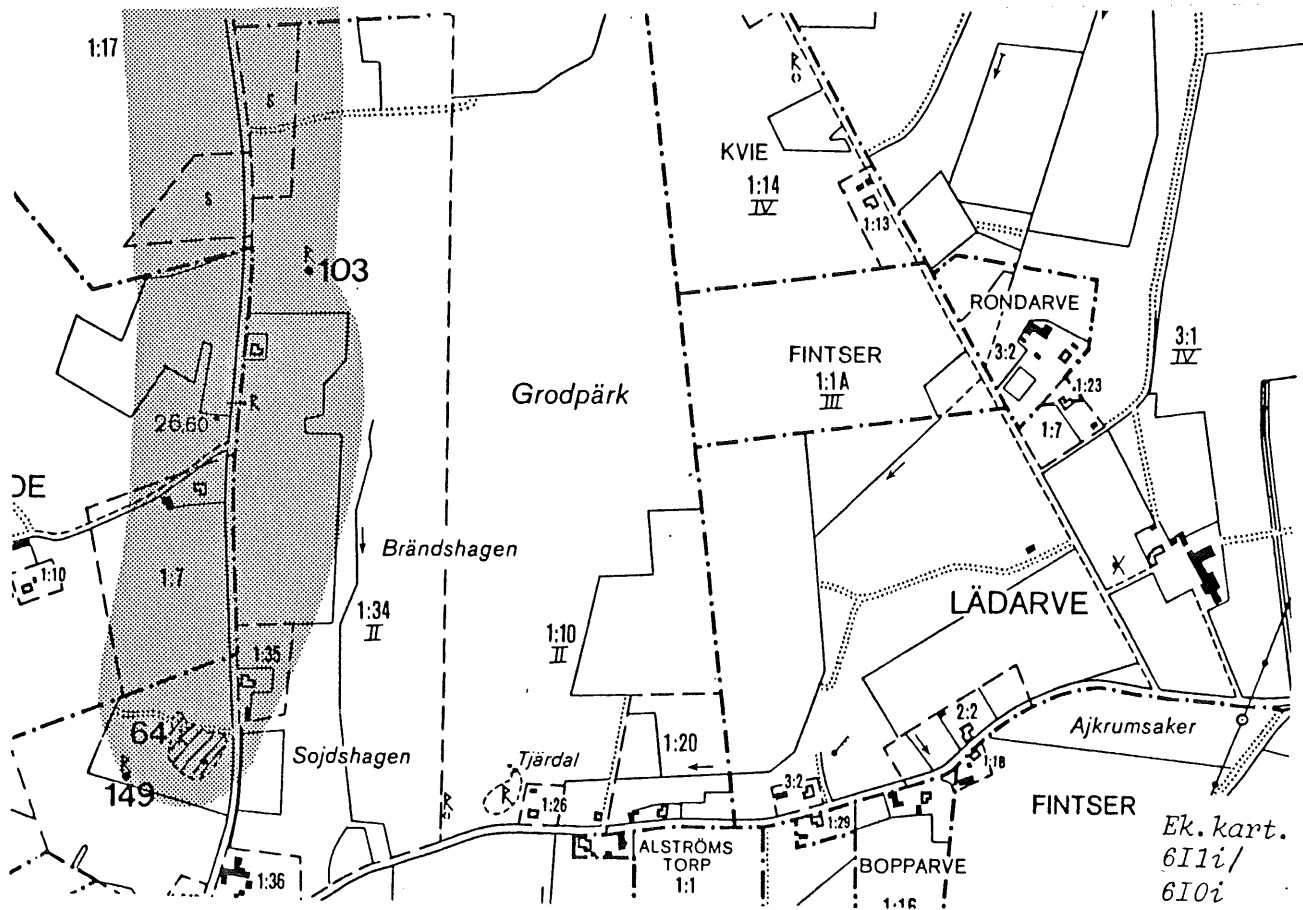 1:17
S
R
KVIE
1:14
IV
1:13
S
R
103
RONDARVE
3:2
3:1
IV
FINTSER
1:1A
III
1:23
1:7
Grodpärk
R
26,60
DE
Brändshagen
1:10
1:7
1:34
II
LÄDARVE
1:10
II
1:35
64
2:2
Ajkrumsaker
Sojdshagen
Tjärdal
1:20
1:18
149
R
R
R
1:26
3:2
1:29
FINTSER
1:36
ALSTRÖMS
TORP
1:1
BOPPARVE
1:16
Ek.kart.
6I1i/
6I0i